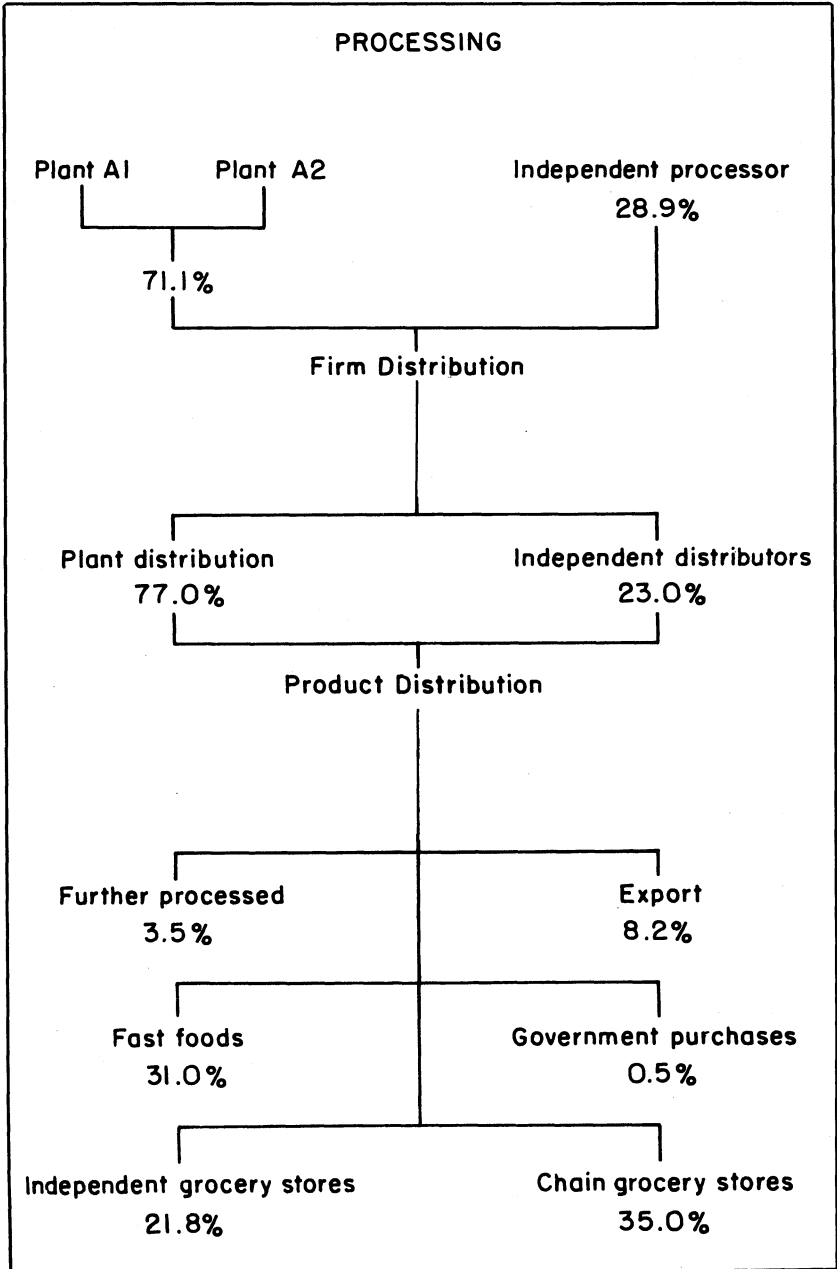 PROCESSING
Plant A1 Plant A2 Independent processor
28.9%
71.1%
Firm Distribution
Plant distribution Independent distributors
77.0% 23.0%
Product Distribution
Further processed Export
3.5% 8.2%
Fast foods Government purchases
31.0% 0.5%
Independent grocery stores Chain grocery stores
21.8% 35.0%